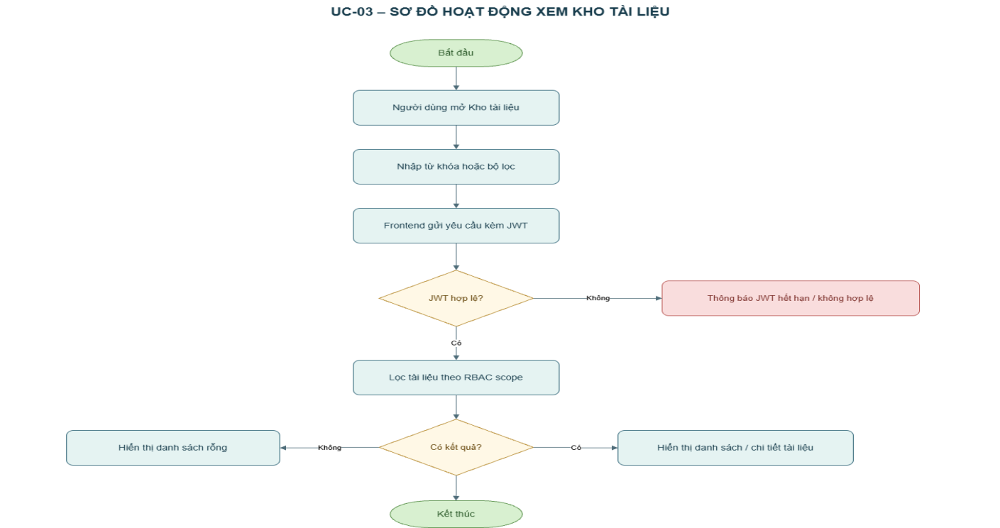 UC-03 – SƠ ĐỒ HOẠT ĐỘNG XEM KHO TÀI LIỆU
Bắt đầu
Người dùng mở Kho tài liệu
Nhập từ khóa hoặc bộ lọc
Frontend gửi yêu cầu kèm JWT
JWT hợp lệ?
Không
Thông báo JWT hết hạn / không hợp lệ
Có
Lọc tài liệu theo RBAC scope
Hiển thị danh sách rỗng
Không
Có kết quả?
Có
Hiển thị danh sách / chi tiết tài liệu
Kết thúc